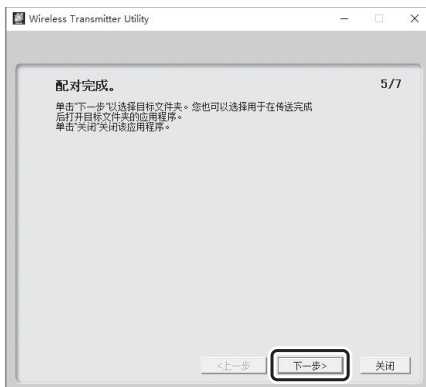 Wireless Transmitter Utility
配对完成。
5/7
单击"下一步"以选择目标文件夹。您也可以选择用于在传送完成
后打开目标文件夹的应用程序。
单击"关闭"关闭该应用程序。
<上一步
下一步>
关闭